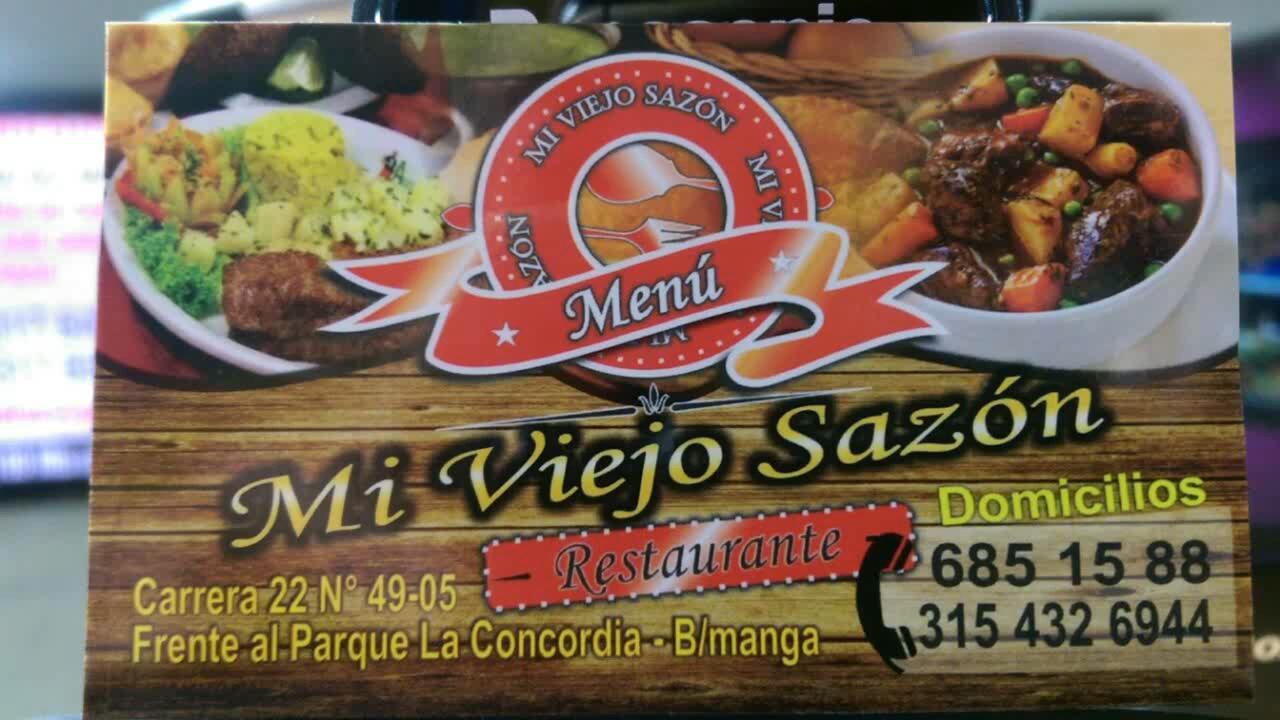 Panasonic
MI VIEJO SAZÓN
Menú
Mi Viejo Sazón
Restaurante
Domicilios
685 15 88
315 432 6944
Carrera 22 N° 49-05
Frente al Parque La Concordia - B/manga